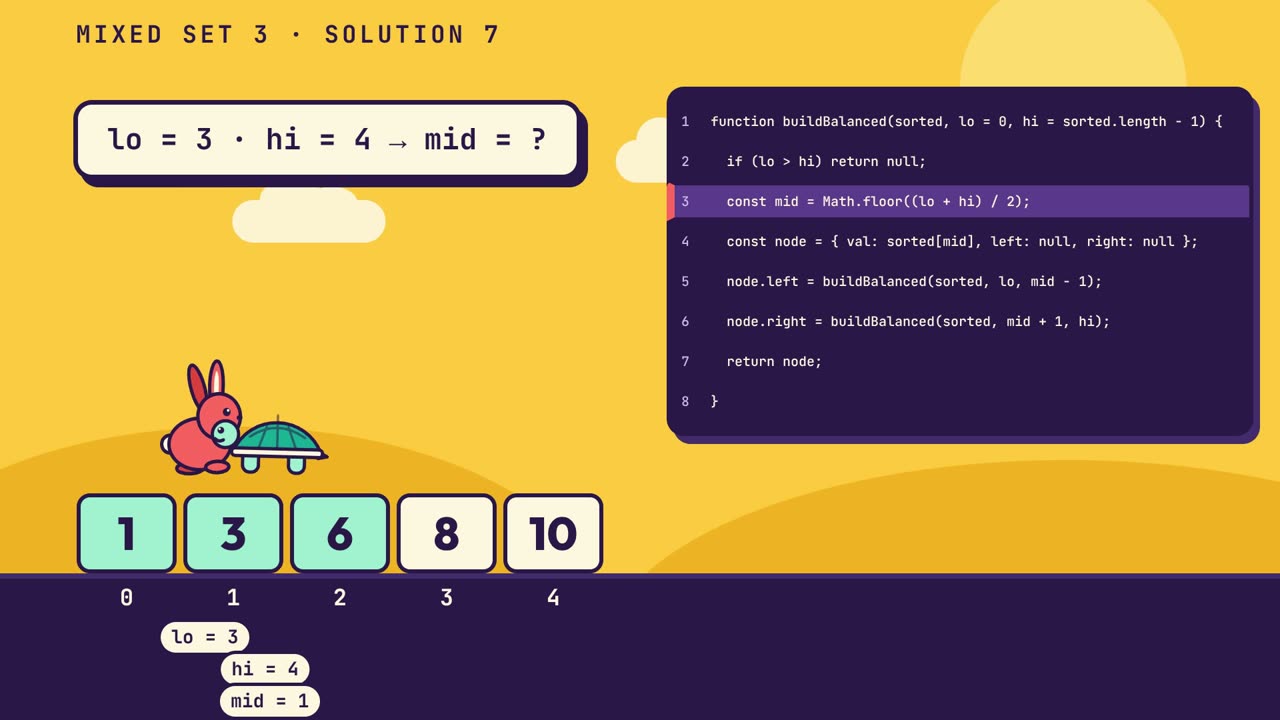 MIXED SET 3 · SOLUTION 7
lo = 3 · hi = 4 → mid = ?
1 function buildBalanced(sorted, lo = 0, hi = sorted.length - 1) {
2 if (lo > hi) return null;
3 const mid = Math.floor((lo + hi) / 2);
4 const node = { val: sorted[mid], left: null, right: null };
5 node.left = buildBalanced(sorted, lo, mid - 1);
6 node.right = buildBalanced(sorted, mid + 1, hi);
7 return node;
8 }
1 3 6 8 10
0 1 2 3 4
lo = 3
hi = 4
mid = 1